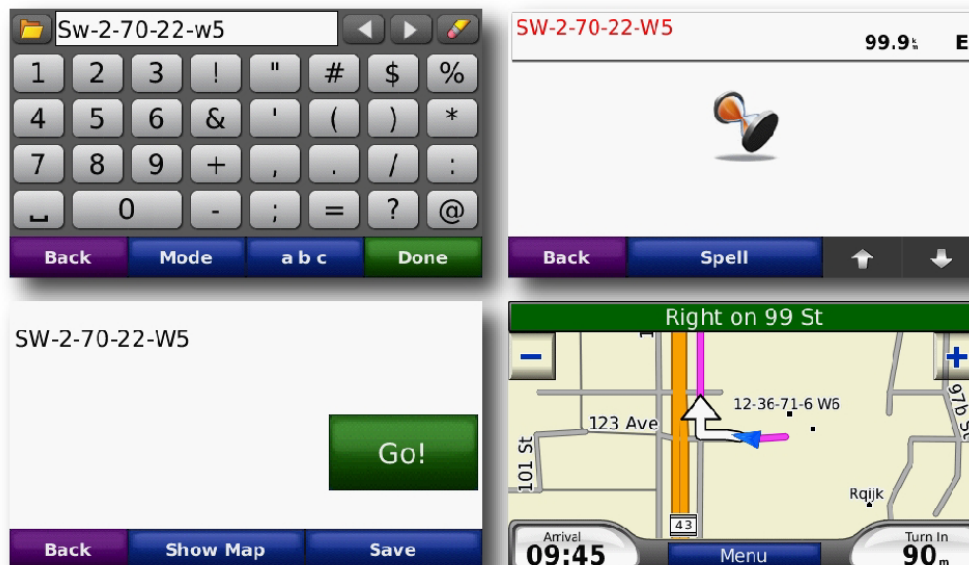 Sw-2-70-22-w5
1 2 3 ! " # $ %
4 5 6 & ' ( ) *
7 8 9 + , . / :
0 - ; = ? @
Back Mode a b c Done
SW-2-70-22-W5
99.9 E
Back Spell
SW-2-70-22-W5
Go!
Back Show Map Save
Right on 99 St
− +
12-36-71-6 W6
123 Ave
97b St
101 St
Rqijk
43
Arrival
09:45
Menu
Turn In
90 m